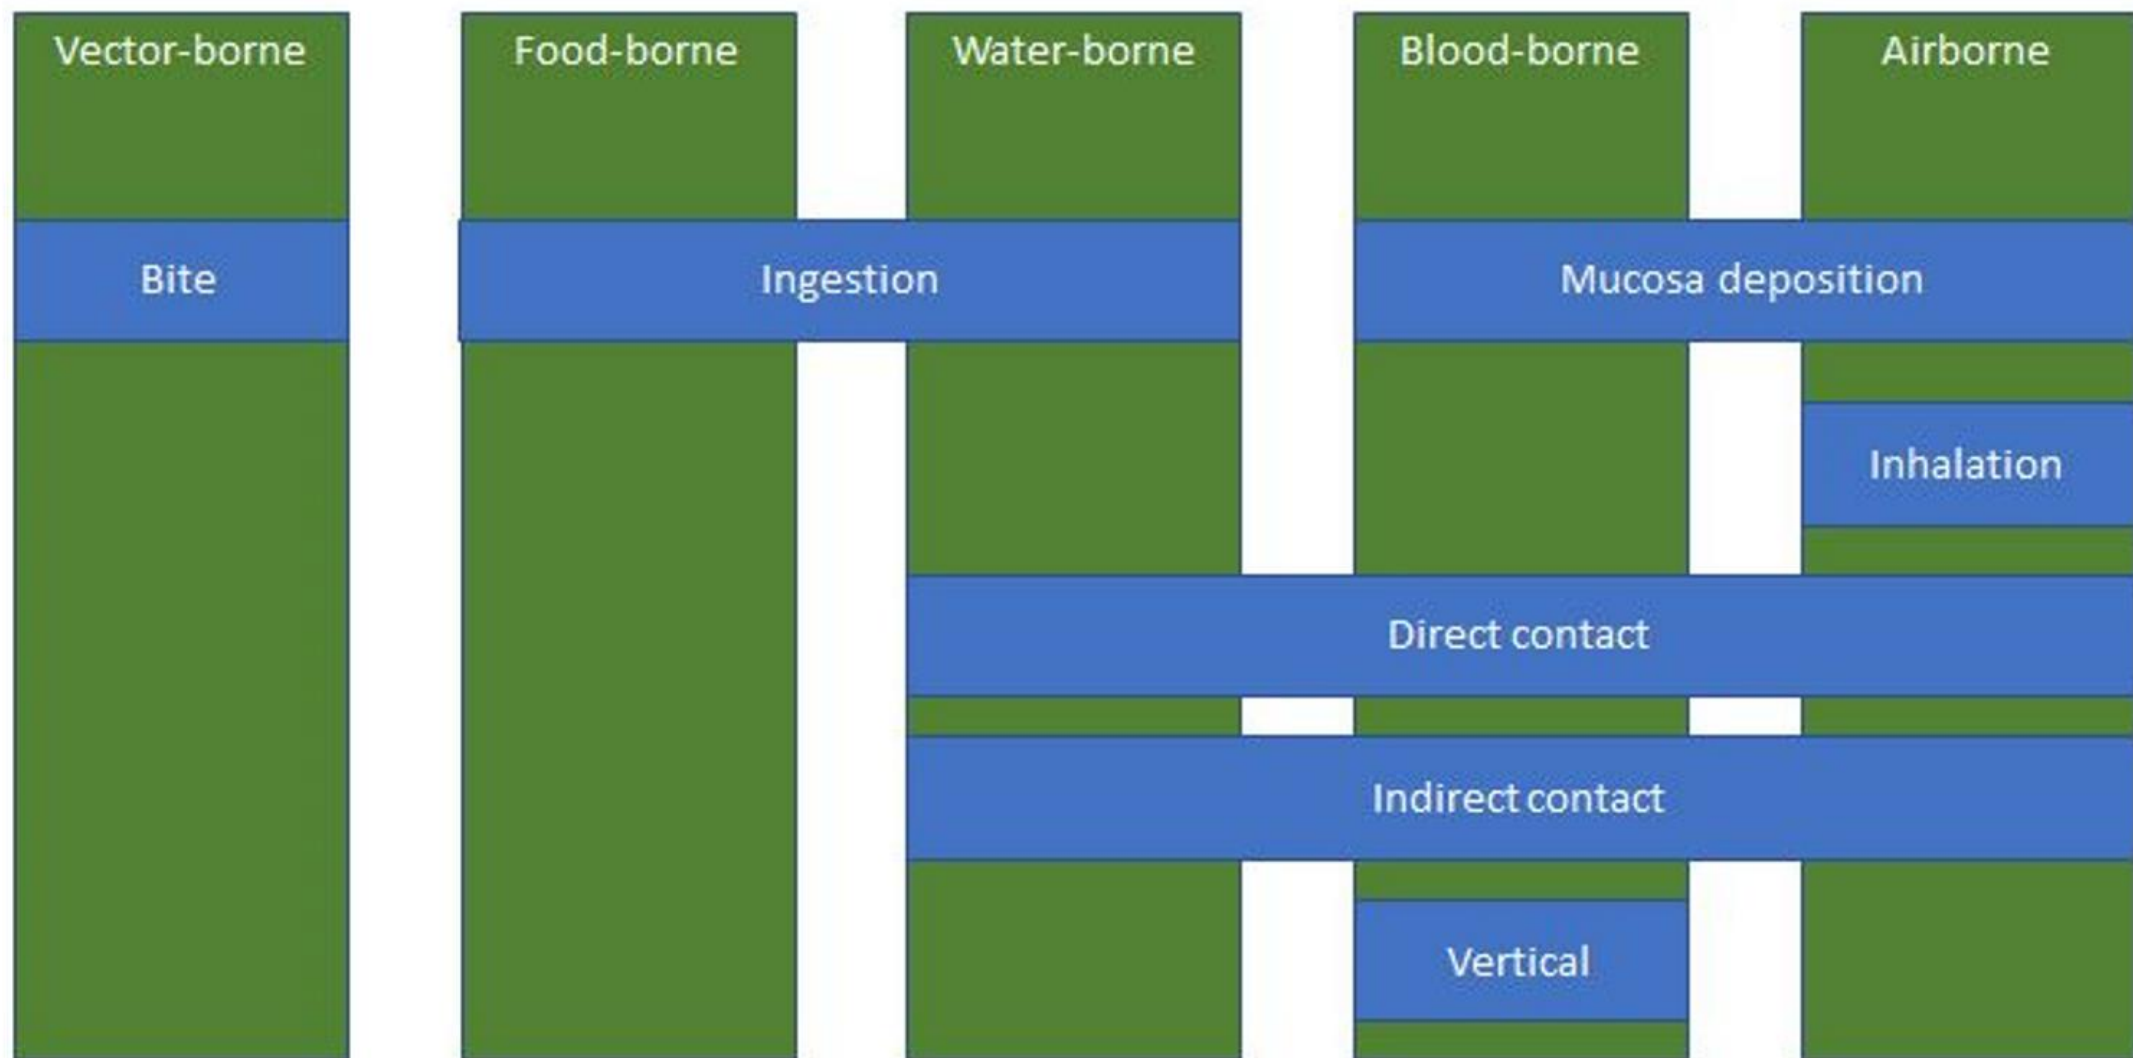 Vector-borne
Food-borne
Water-borne
Blood-borne
Airborne
Bite
Ingestion
Mucosa deposition
Inhalation
Direct contact
Indirect contact
Vertical